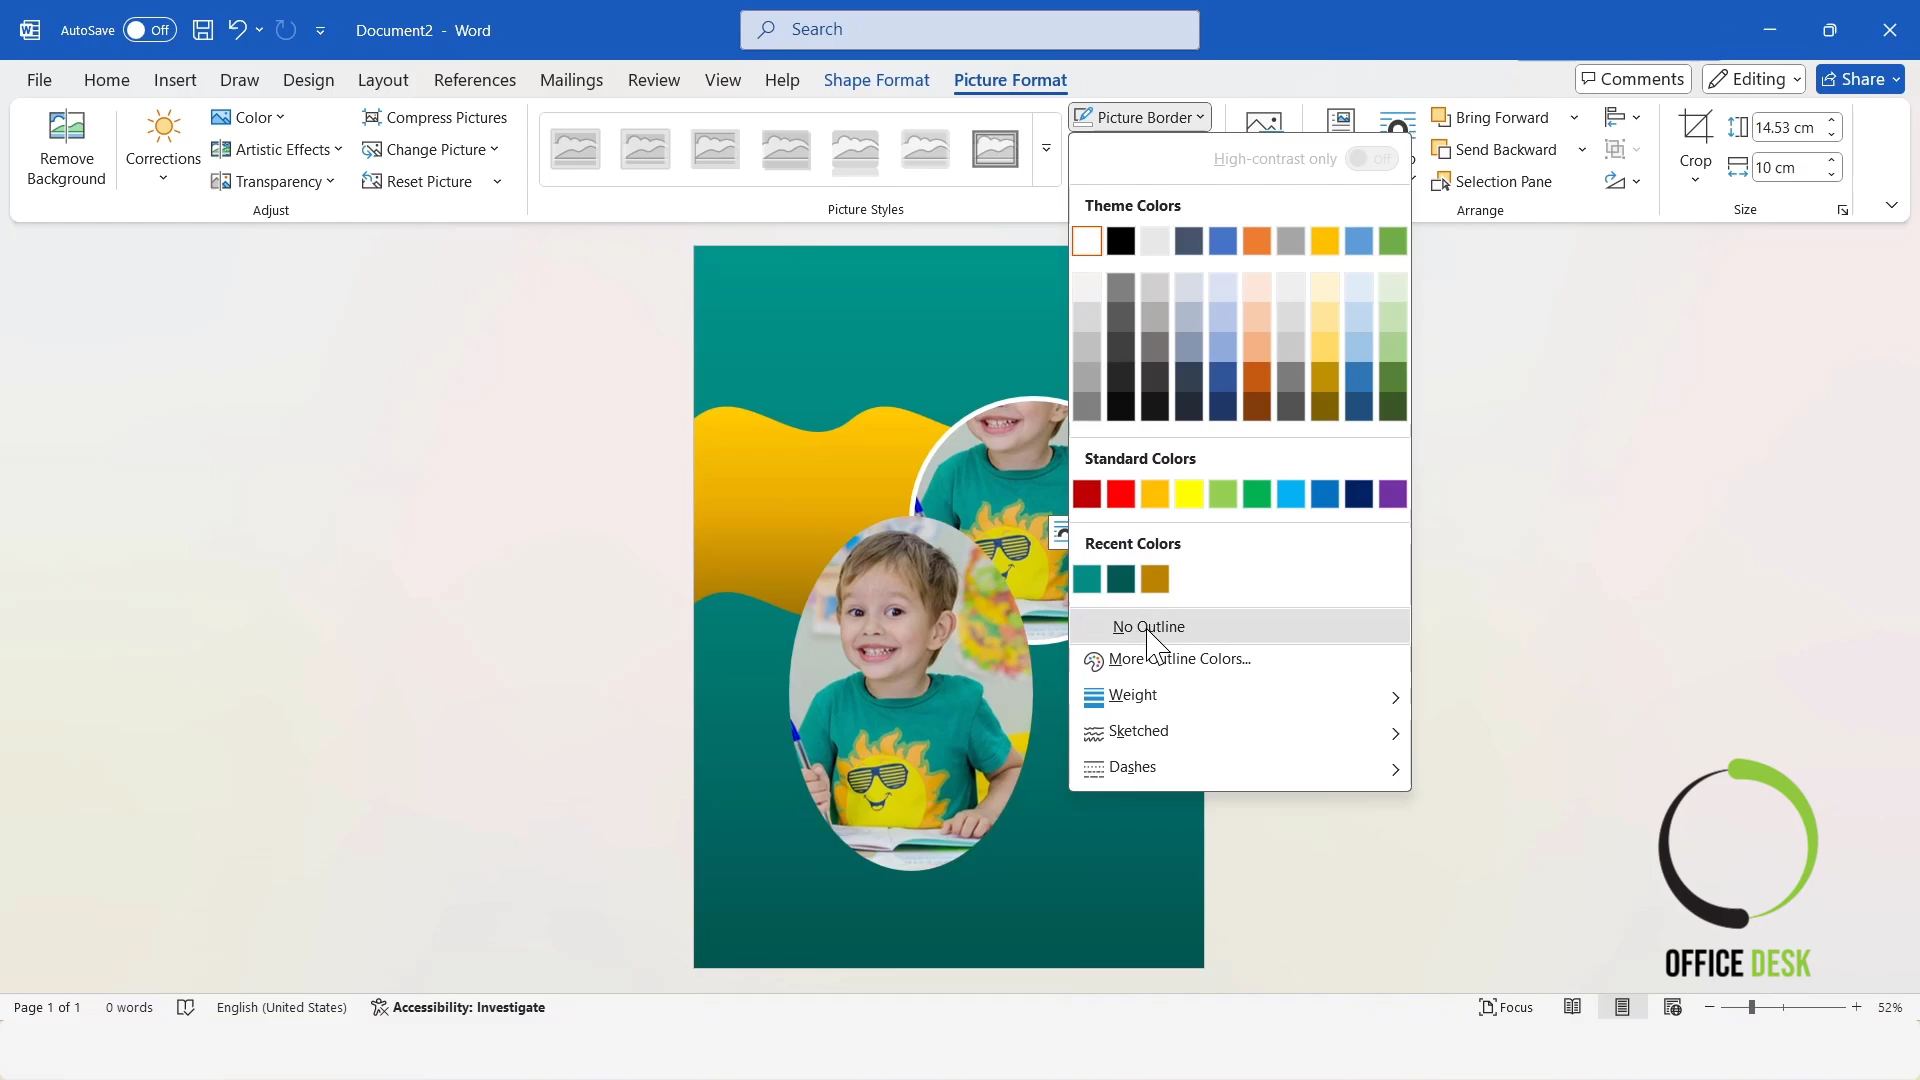 AutoSave Off Document2 - Word Search
File Home Insert Draw Design Layout References Mailings Review View Help Shape Format Picture Format Comments Editing Share
Remove
Background
Corrections
Color
Artistic Effects
Transparency
Compress Pictures
Change Picture
Reset Picture
Adjust
Picture Styles
Picture Border
Bring Forward
Send Backward
Selection Pane
Arrange
Crop
14.53 cm
10 cm
Size
High-contrast only Off
Theme Colors
Standard Colors
Recent Colors
No Outline
More Outline Colors...
Weight
Sketched
Dashes
OFFICE DESK
Page 1 of 1 0 words English (United States) Accessibility: Investigate Focus 52%